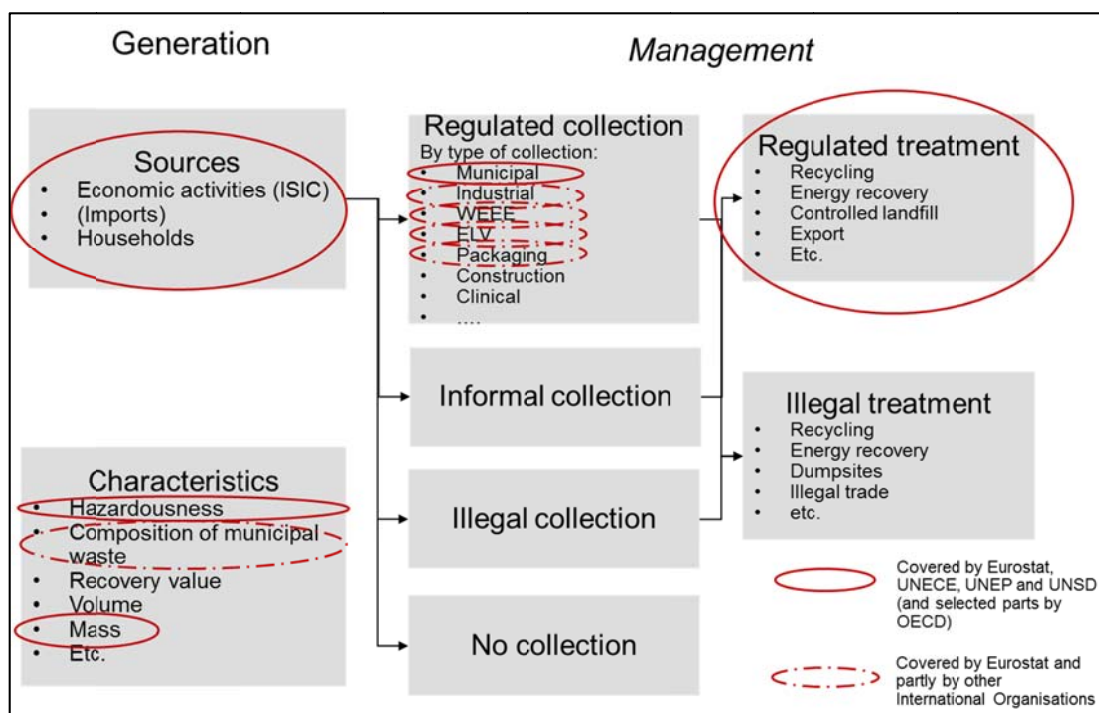 Generation
Management
Sources
• Economic activities (ISIC)
• (Imports)
• Households
Characteristics
• Hazardousness
• Composition of municipal
waste
• Recovery value
• Volume
• Mass
• Etc.
Regulated collection
By type of collection:
• Municipal
• Industrial
• WEEE
• ELV
• Packaging
• Construction
• Clinical
• ....
Informal collection
Illegal collection
No collection
Regulated treatment
• Recycling
• Energy recovery
• Controlled landfill
• Export
• Etc.
Illegal treatment
• Recycling
• Energy recovery
• Dumpsites
• Illegal trade
• etc.
Covered by Eurostat,
UNECE, UNEP and UNSD
(and selected parts by
OECD)
Covered by Eurostat and
partly by other
International Organisations